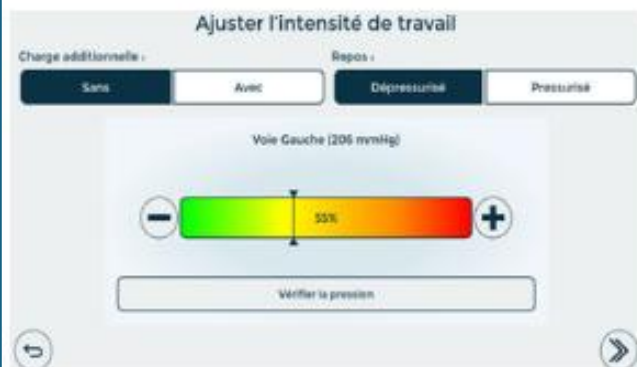 Ajuster l'intensité de travail
Charge additionnelle :
Repos :
Sans
Avec
Dépressurisé
Pressurisé
Voie Gauche (206 mmHg)
55%
Vérifier la pression